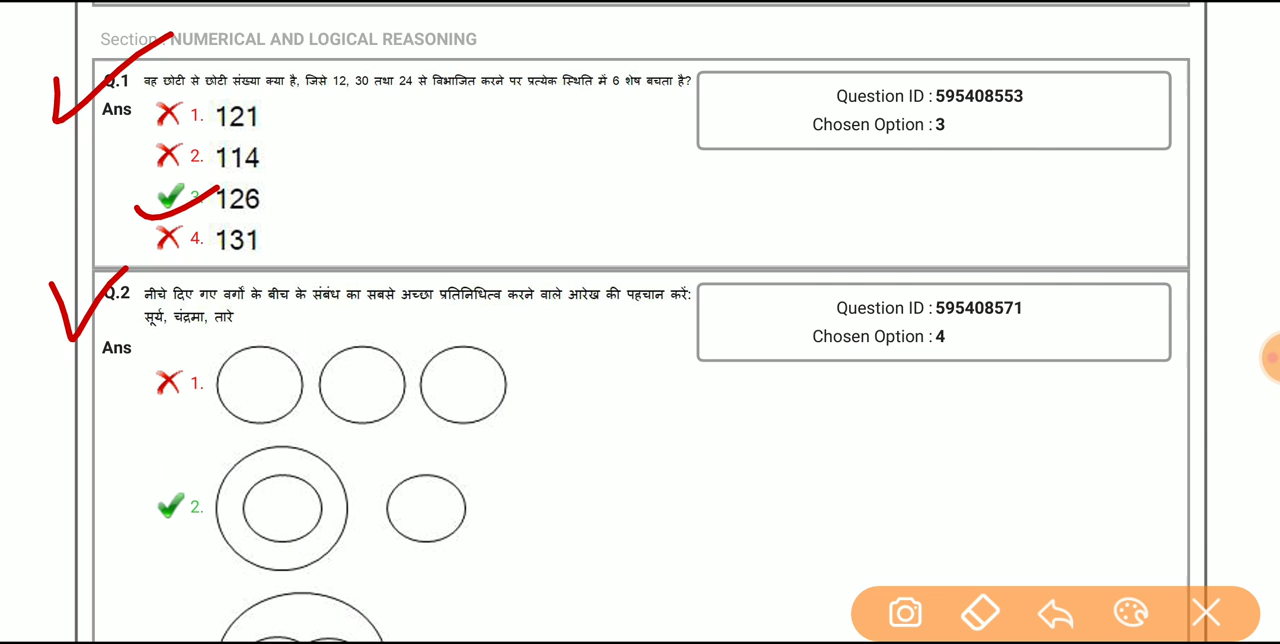 Section : NUMERICAL AND LOGICAL REASONING
Q.1 वह छोटी से छोटी संख्या क्या है, जिसे 12, 30 तथा 24 से विभाजित करने पर प्रत्येक स्थिति में 6 शेष बचता है?
Ans
1. 121
2. 114
3. 126
4. 131
Question ID : 595408553
Chosen Option : 3
Q.2 नीचे दिए गए वर्गों के बीच के संबंध का सबसे अच्छा प्रतिनिधित्व करने वाले आरेख की पहचान करें:
सूर्य, चंद्रमा, तारे
Ans
1.
2.
Question ID : 595408571
Chosen Option : 4